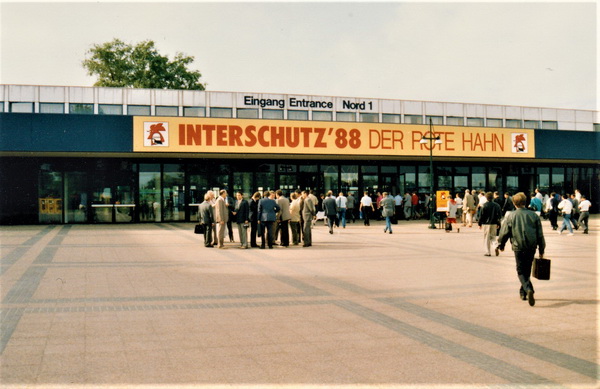 Eingang Entrance Nord 1
INTERSCHUTZ'88 DER ROTE HAHN